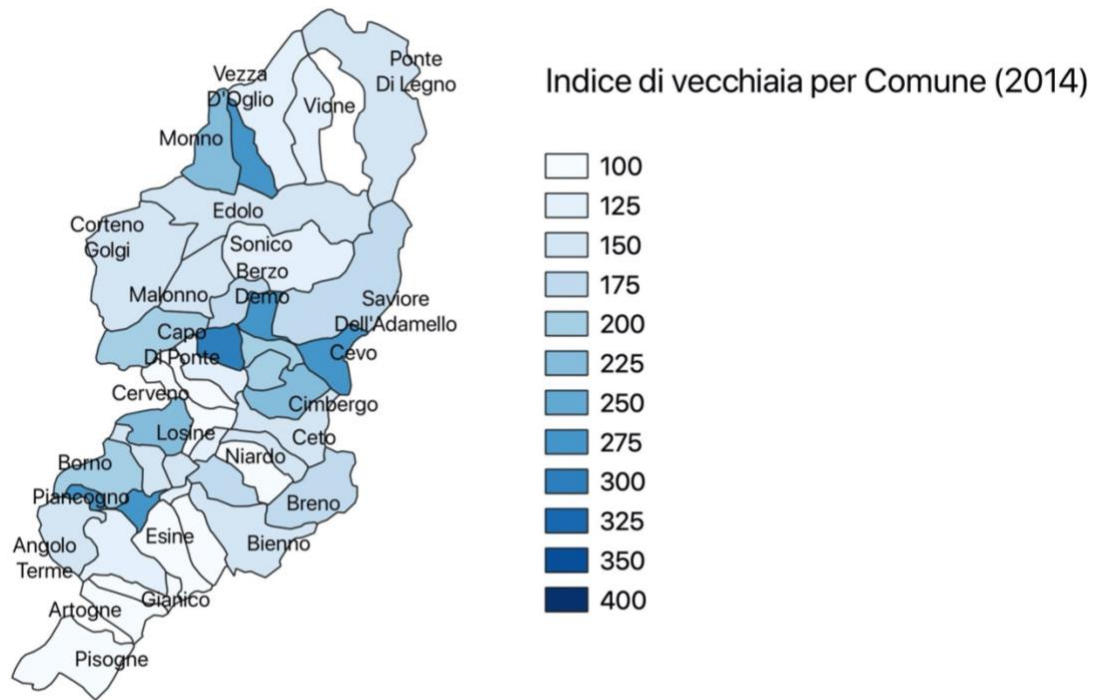 Indice di vecchiaia per Comune (2014)
100
125
150
175
200
225
250
275
300
325
350
400
Ponte
Di Legno
Vezza
D'Oglio
Vione
Monno
Edolo
Corteno
Golgi
Sonico
Berzo
Demo
Malonno
Saviore
Dell'Adamello
Capo
Di Ponte
Cevo
Cerveno
Cimbergo
Losine
Ceto
Niardo
Borno
Piancogno
Breno
Esine
Bienno
Angolo
Terme
Gianico
Artogne
Pisogne